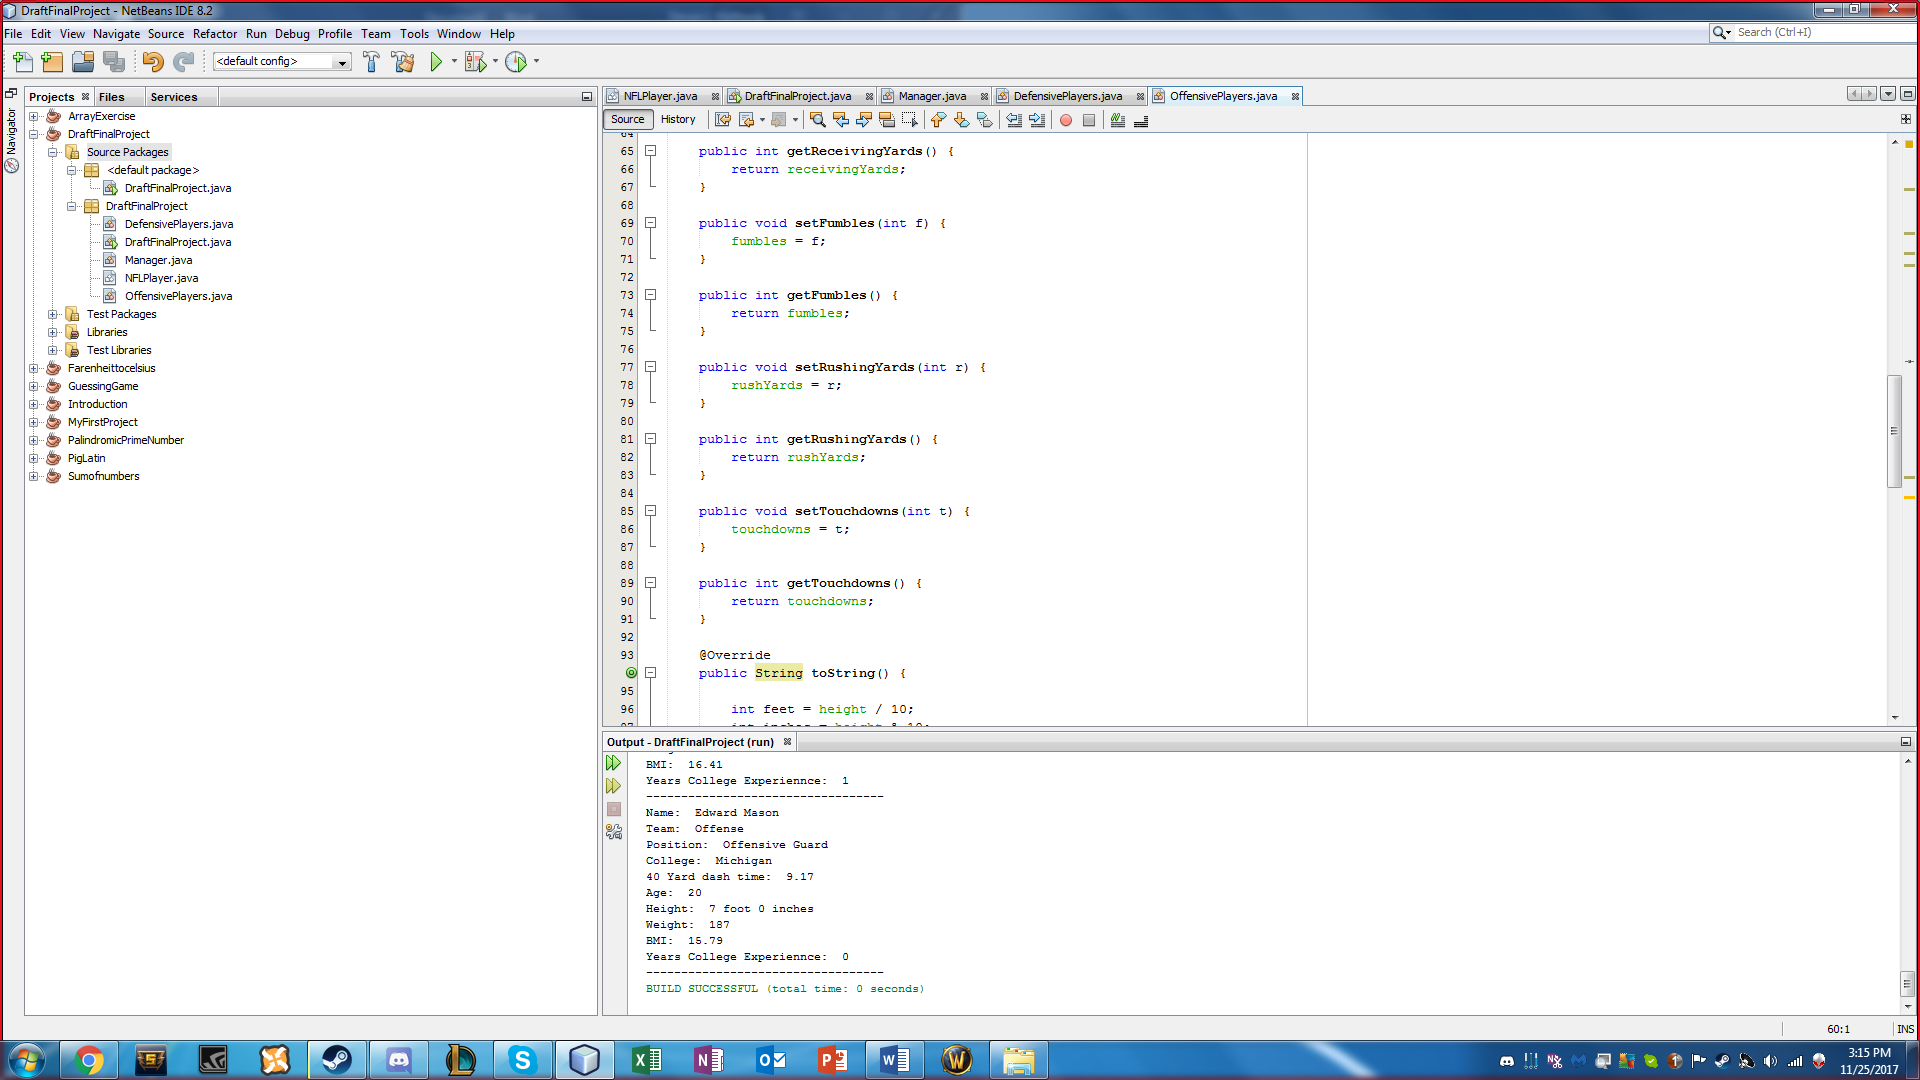 DraftFinalProject - NetBeans IDE 8.2
File Edit View Navigate Source Refactor Run Debug Profile Team Tools Window Help
Search (Ctrl+I)
<default config>
Projects Files Services
Navigator
ArrayExercise
DraftFinalProject
Source Packages
<default package>
DraftFinalProject.java
DraftFinalProject
DefensivePlayers.java
DraftFinalProject.java
Manager.java
NFLPlayer.java
OffensivePlayers.java
Test Packages
Libraries
Test Libraries
Farenheittocelsius
GuessingGame
Introduction
MyFirstProject
PalindromicPrimeNumber
PigLatin
Sumofnumbers
NFLPlayer.java DraftFinalProject.java Manager.java DefensivePlayers.java OffensivePlayers.java
Source History
64
65 public int getReceivingYards() {
66 return receivingYards;
67 }
68
69 public void setFumbles(int f) {
70 fumbles = f;
71 }
72
73 public int getFumbles() {
74 return fumbles;
75 }
76
77 public void setRushingYards(int r) {
78 rushYards = r;
79 }
80
81 public int getRushingYards() {
82 return rushYards;
83 }
84
85 public void setTouchdowns(int t) {
86 touchdowns = t;
87 }
88
89 public int getTouchdowns() {
90 return touchdowns;
91 }
92
93 @Override
public String toString() {
95
96 int feet = height / 10;
97 int inches = height % 10;
Output - DraftFinalProject (run)
BMI: 16.41
Years College Experiennce: 1
----------------------------------
Name: Edward Mason
Team: Offense
Position: Offensive Guard
College: Michigan
40 Yard dash time: 9.17
Age: 20
Height: 7 foot 0 inches
Weight: 187
BMI: 15.79
Years College Experiennce: 0
----------------------------------
BUILD SUCCESSFUL (total time: 0 seconds)
60:1 INS
3:15 PM
11/25/2017